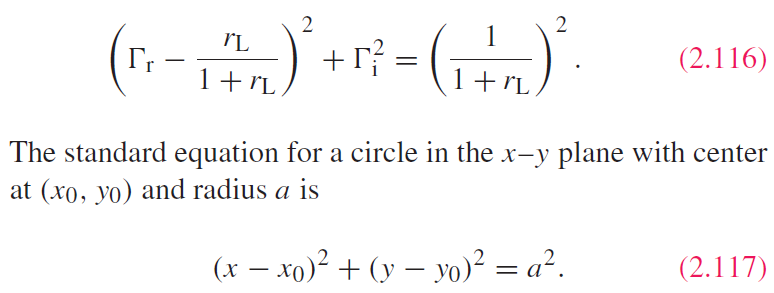 (Γr − rL/(1 + rL))² + Γi² = (1/(1 + rL))². (2.116)
The standard equation for a circle in the x–y plane with center
at (x0, y0) and radius a is
(x − x0)² + (y − y0)² = a². (2.117)